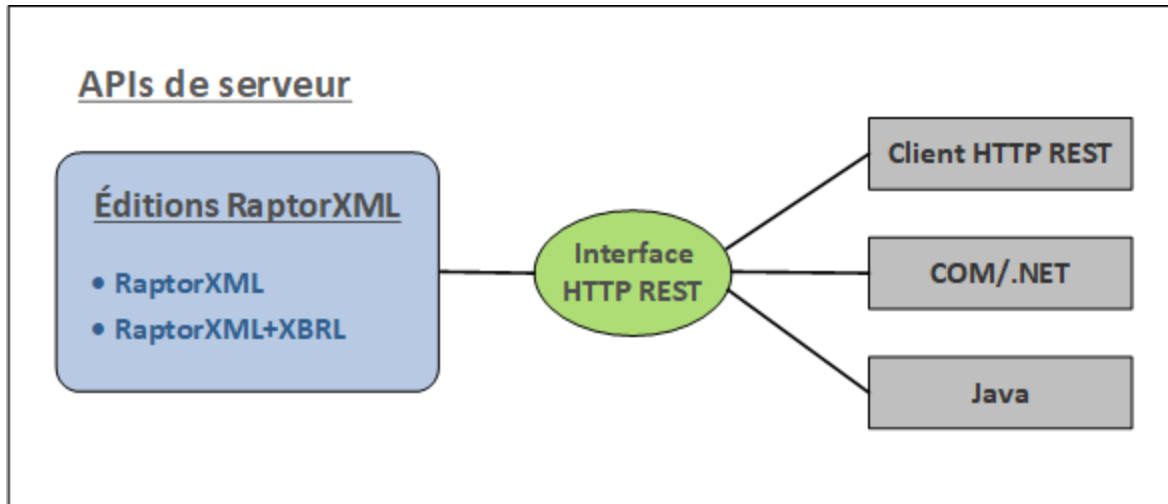 APIs de serveur
Éditions RaptorXML
• RaptorXML
• RaptorXML+XBRL
Interface
HTTP REST
Client HTTP REST
COM/.NET
Java